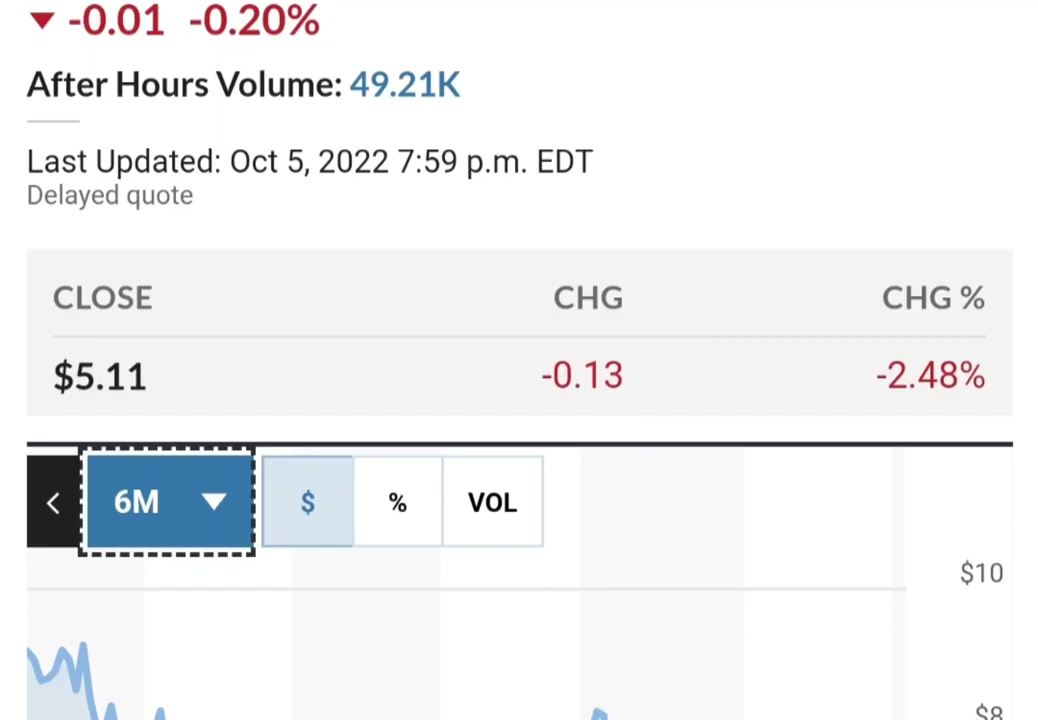 -0.01 -0.20%
After Hours Volume: 49.21K
Last Updated: Oct 5, 2022 7:59 p.m. EDT
Delayed quote
CLOSE CHG CHG %
$5.11 -0.13 -2.48%
6M $ % VOL
$10
$8